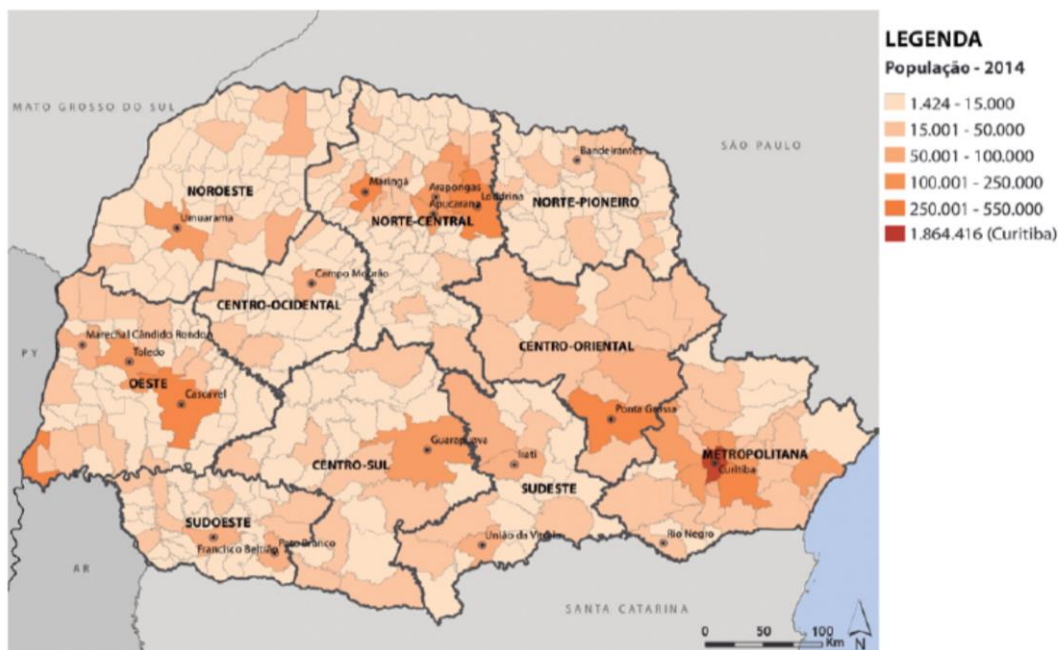 LEGENDA
População - 2014
1.424 - 15.000
15.001 - 50.000
50.001 - 100.000
100.001 - 250.000
250.001 - 550.000
1.864.416 (Curitiba)
MATO GROSSO DO SUL
SÃO PAULO
Bandeirantes
NOROESTE
Maringá
Arapongas
Londrina
Apucarana
NORTE-CENTRAL
NORTE-PIONEIRO
Umuarama
Campo Mourão
CENTRO-OCIDENTAL
Marechal Cândido Rondon
CENTRO-ORIENTAL
PY
Toledo
OESTE
Cascavel
Ponta Grossa
Guarapuava
METROPOLITANA
Irati
Curitiba
CENTRO-SUL
SUDESTE
SUDOESTE
União da Vitória
Rio Negro
Francisco Beltrão
Pato Branco
AR
SANTA CATARINA
0 50 100
Km
N